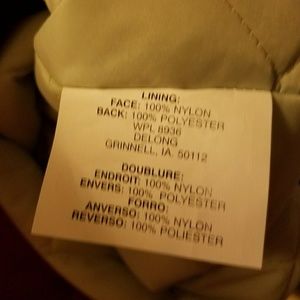 LINING:
FACE: 100% NYLON
BACK: 100% POLYESTER
WPL 8936
DELONG
GRINNELL, IA. 50112
DOUBLURE:
ENDROIT: 100% NYLON
ENVERS: 100% POLYESTER
FORRO:
ANVERSO: 100% NYLON
REVERSO: 100% POLIESTER